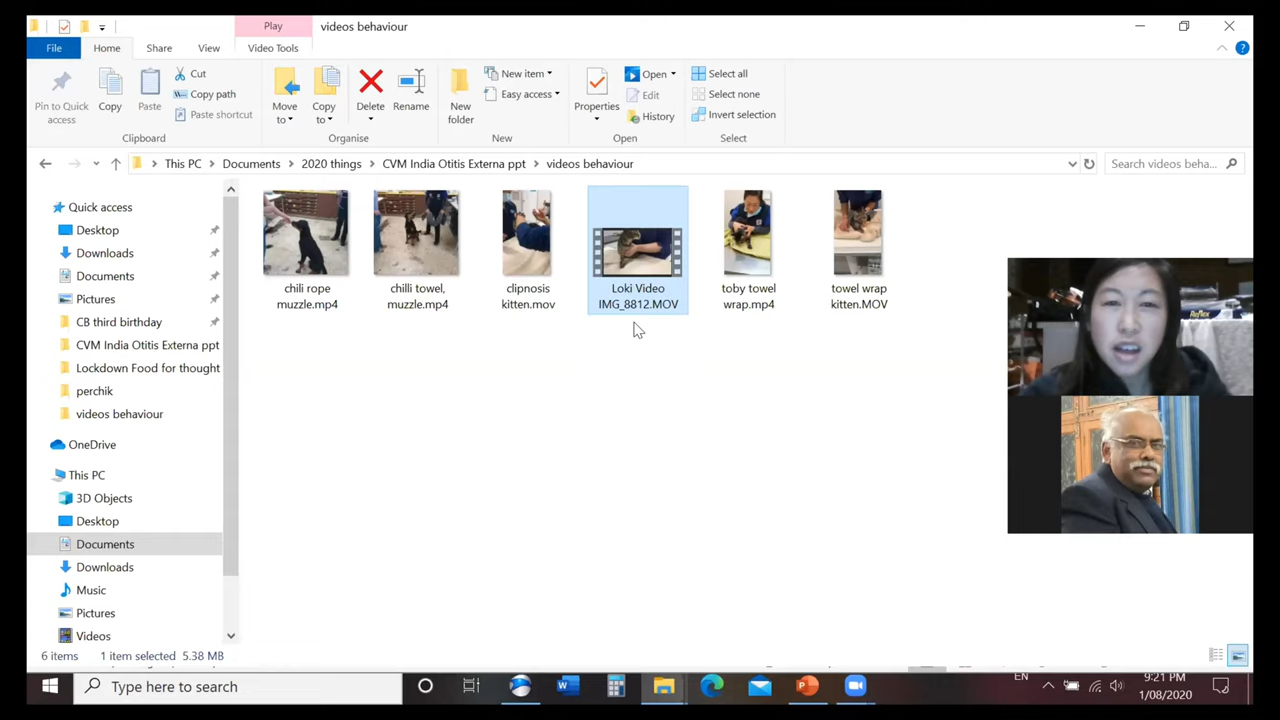 Play
videos behaviour
File
Home
Share
View
Video Tools
Pin to Quick
access
Copy
Paste
Cut
Copy path
Paste shortcut
Clipboard
Move
to
Copy
to
Delete
Rename
Organise
New
folder
New item
Easy access
New
Properties
Open
Edit
History
Open
Select all
Select none
Invert selection
Select
This PC > Documents > 2020 things > CVM India Otitis Externa ppt > videos behaviour
Search videos beha...
Quick access
Desktop
Downloads
Documents
Pictures
CB third birthday
CVM India Otitis Externa ppt
Lockdown Food for thought
perchik
videos behaviour
OneDrive
This PC
3D Objects
Desktop
Documents
Downloads
Music
Pictures
Videos
chili rope
muzzle.mp4
chilli towel,
muzzle.mp4
clipnosis
kitten.mov
Loki Video
IMG_8812.MOV
toby towel
wrap.mp4
towel wrap
kitten.MOV
Reflex
6 items 1 item selected 5.38 MB
Type here to search
EN
9:21 PM
1/08/2020